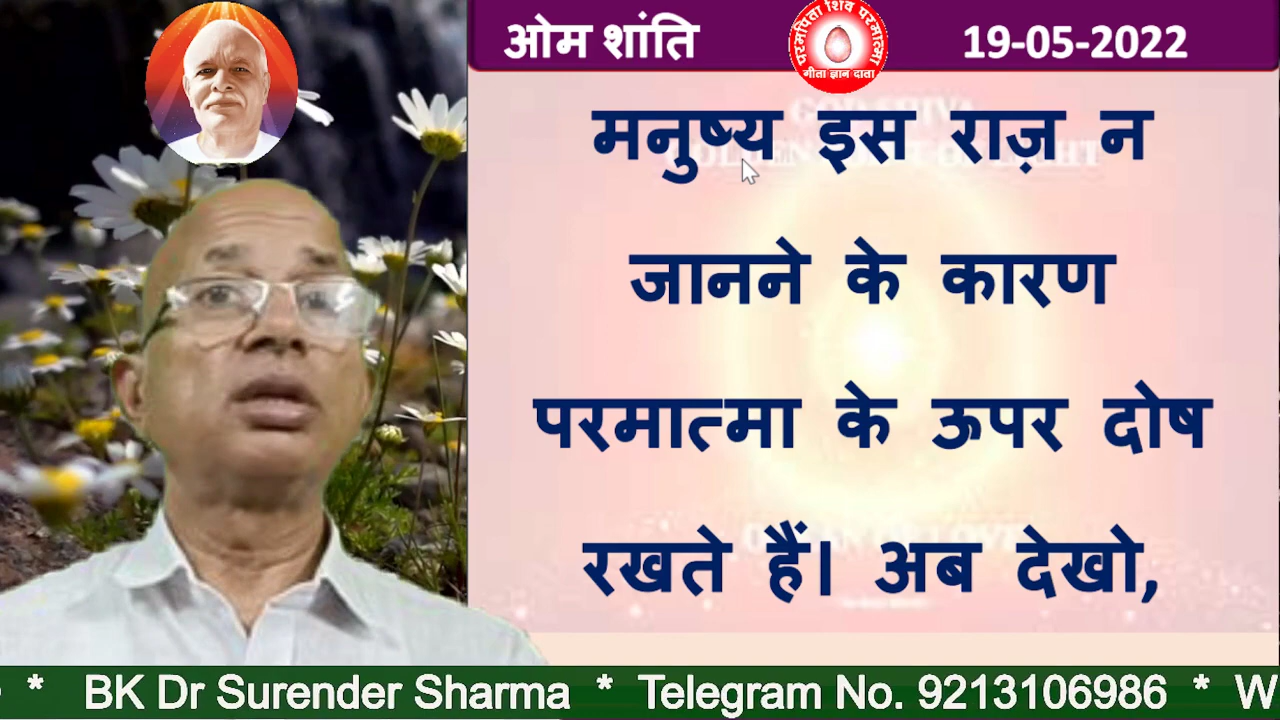 ओम शांति
परमपिता शिव परमात्मा
गीता ज्ञान दाता
19-05-2022
मनुष्य इस राज़ न
जानने के कारण
परमात्मा के ऊपर दोष
रखते हैं। अब देखो,
* BK Dr Surender Sharma * Telegram No. 9213106986 * W